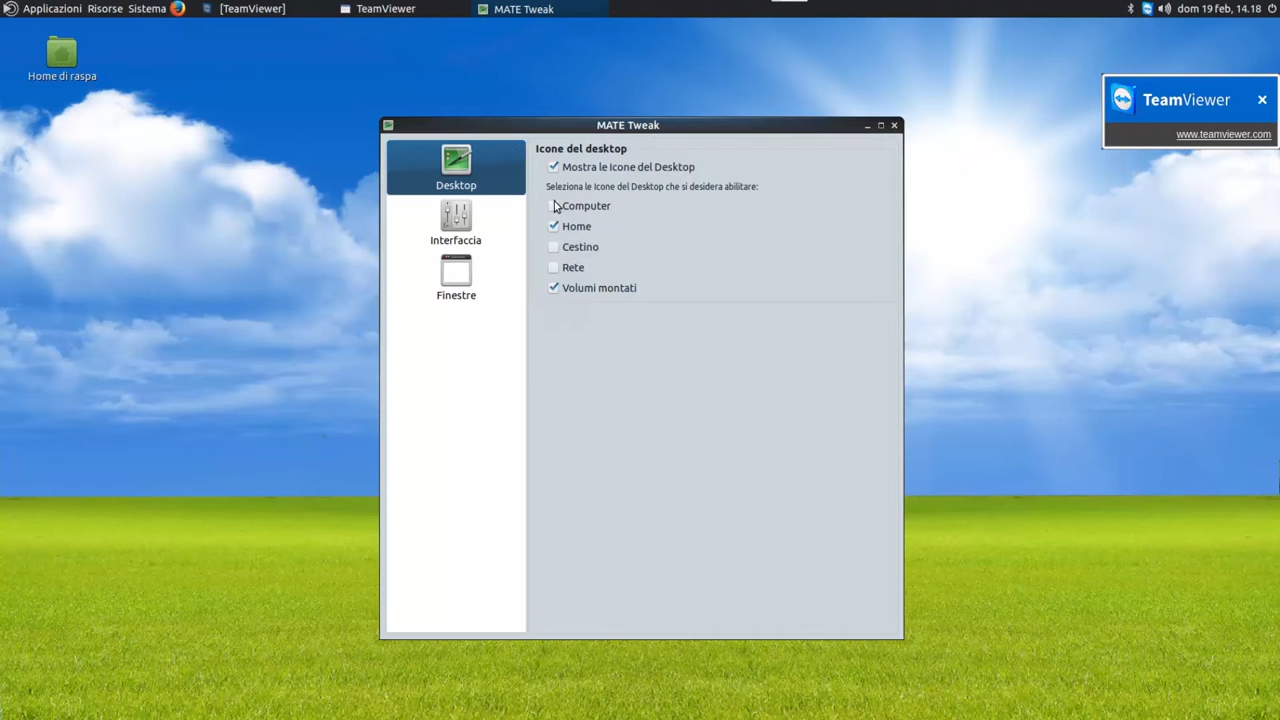 Applicazioni Risorse Sistema [TeamViewer] TeamViewer MATE Tweak dom 19 feb, 14.18
Home di raspa
TeamViewer
www.teamviewer.com
MATE Tweak
Desktop
Interfaccia
Finestre
Icone del desktop
Mostra le Icone del Desktop
Seleziona le Icone del Desktop che si desidera abilitare:
Computer
Home
Cestino
Rete
Volumi montati